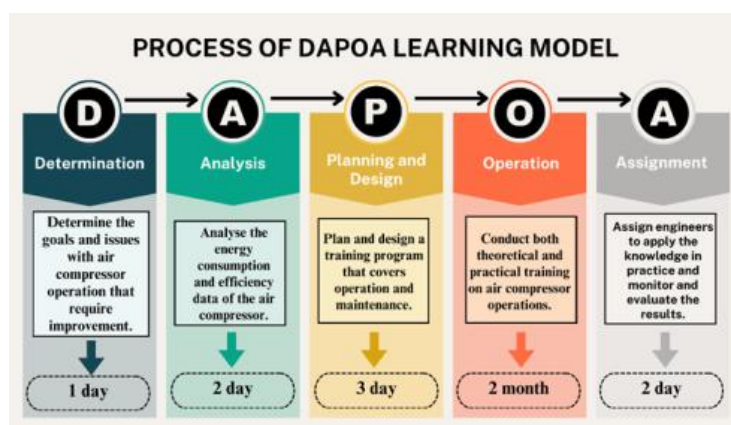 PROCESS OF DAPOA LEARNING MODEL
D
A
P
O
A
Determination
Analysis
Planning and
Design
Operation
Assignment
Determine the
goals and issues
with air
compressor
operation that
require
improvement.
Analyse the
energy
consumption
and efficiency
data of the air
compressor.
Plan and design a
training program
that covers
operation and
maintenance.
Conduct both
theoretical and
practical training
on air compressor
operations.
Assign engineers
to apply the
knowledge in
practice and
monitor and
evaluate the
results.
1 day
2 day
3 day
2 month
2 day